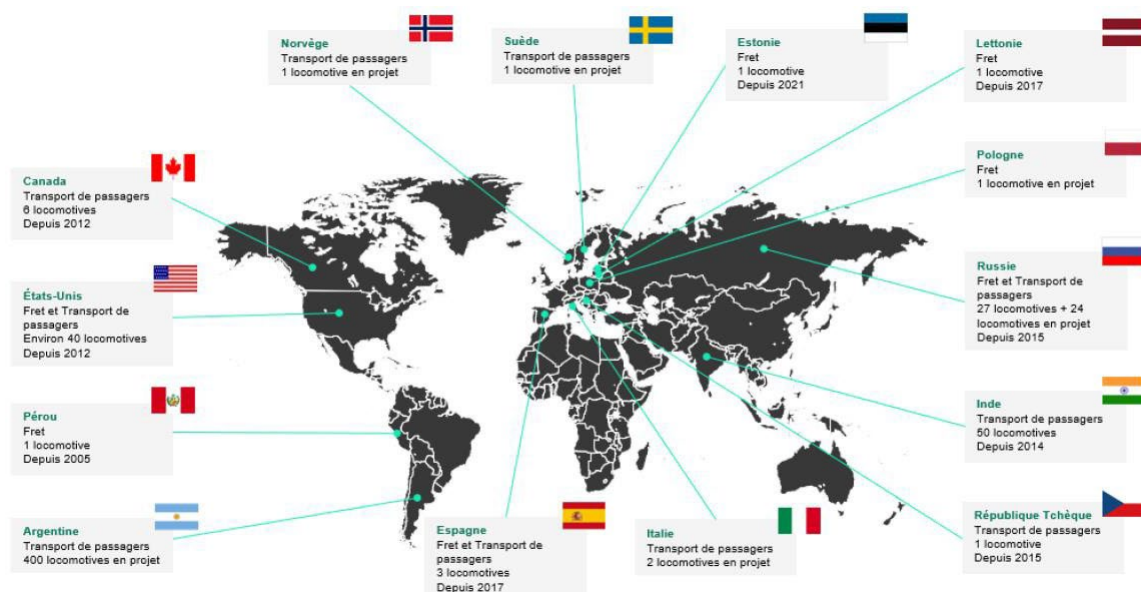 Norvège
Transport de passagers
1 locomotive en projet
Suède
Transport de passagers
1 locomotive en projet
Estonie
Fret
1 locomotive
Depuis 2021
Lettonie
Fret
1 locomotive
Depuis 2017
Canada
Transport de passagers
6 locomotives
Depuis 2012
Pologne
Fret
1 locomotive en projet
États-Unis
Fret et Transport de
passagers
Environ 40 locomotives
Depuis 2012
Russie
Fret et Transport de
passagers
27 locomotives + 24
locomotives en projet
Depuis 2015
Pérou
Fret
1 locomotive
Depuis 2005
Inde
Transport de passagers
50 locomotives
Depuis 2014
Argentine
Transport de passagers
400 locomotives en projet
Espagne
Fret et Transport de
passagers
3 locomotives
Depuis 2017
Italie
Transport de passagers
2 locomotives en projet
République Tchèque
Transport de passagers
1 locomotive
Depuis 2015